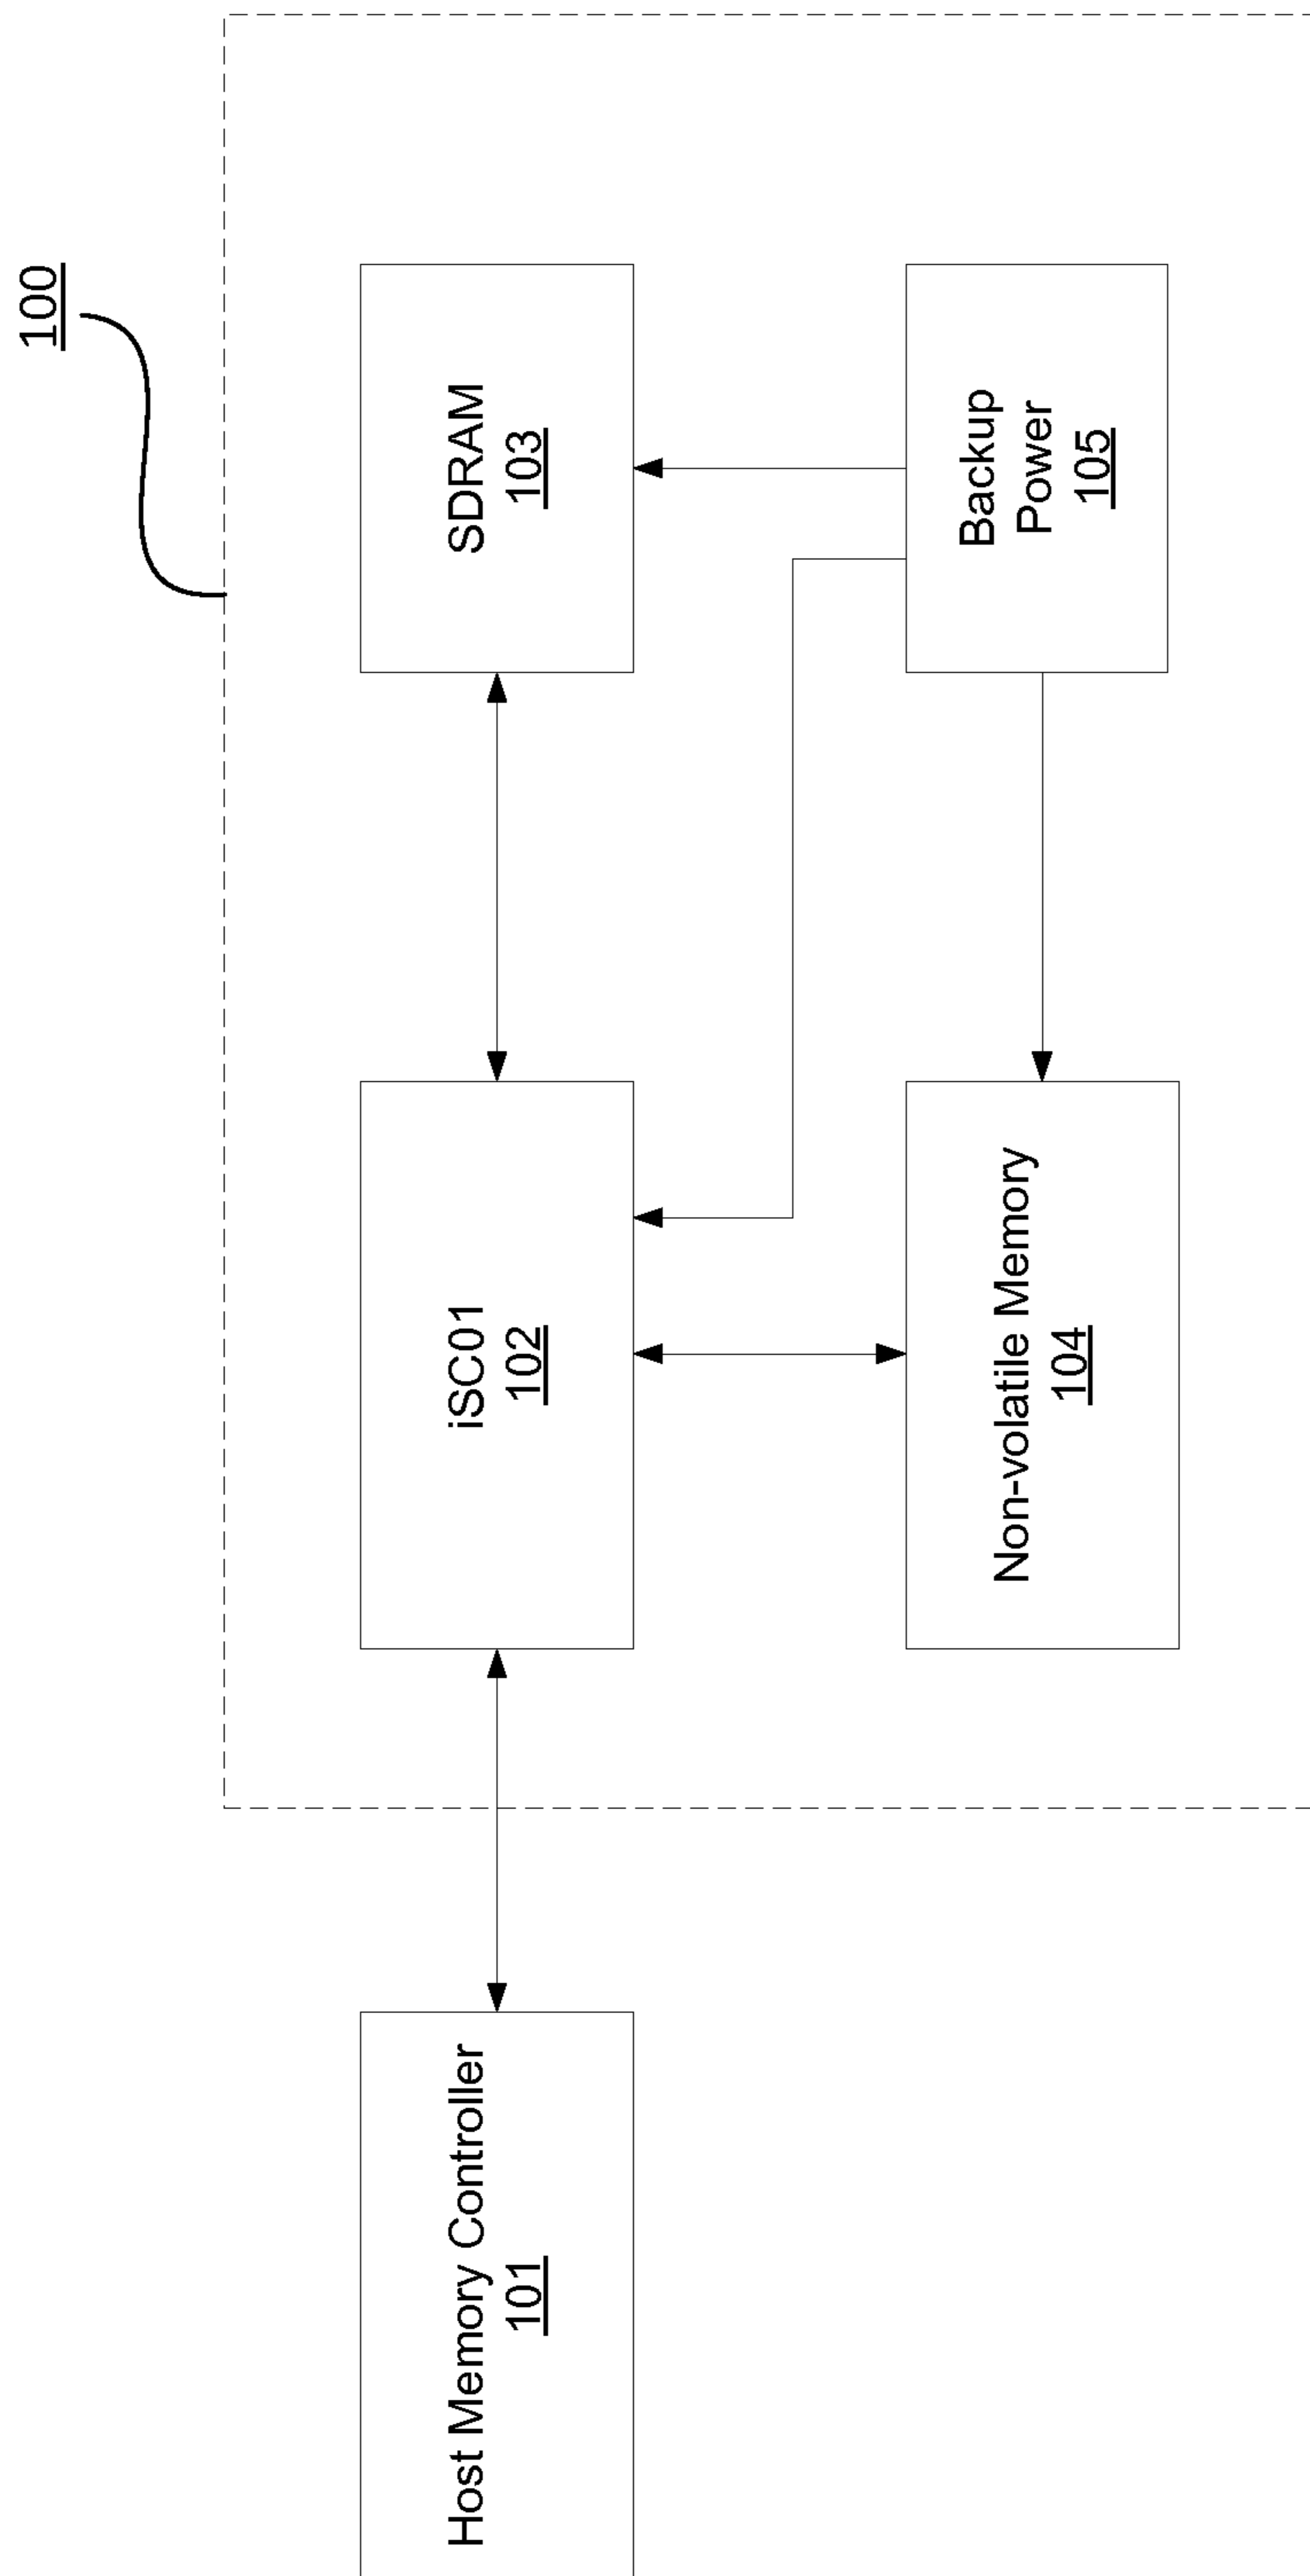 100
Host Memory Controller
101
iSC01
102
SDRAM
103
Non-volatile Memory
104
Backup
Power
105